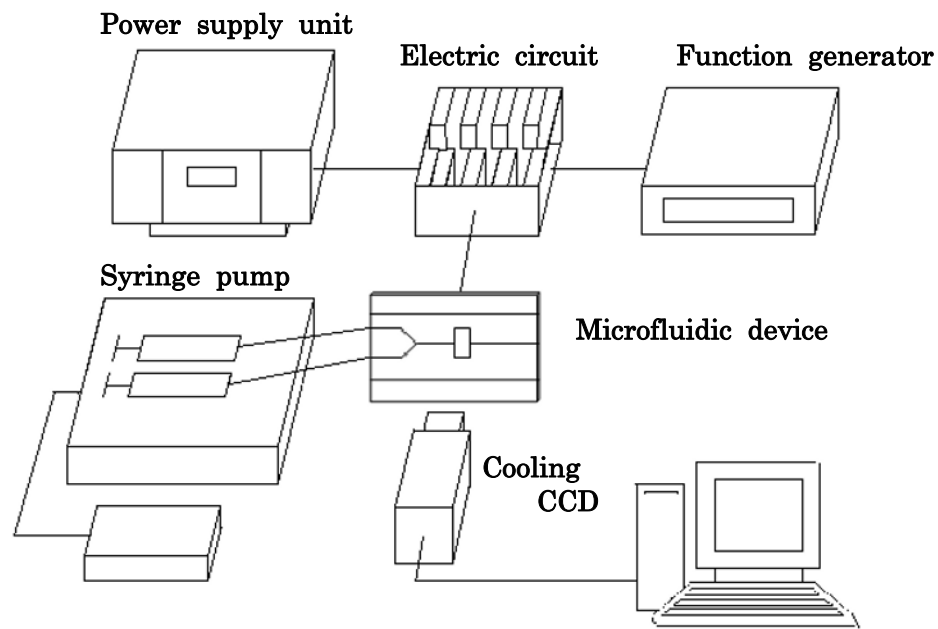 Power supply unit
Electric circuit
Function generator
Syringe pump
Microfluidic device
Cooling
CCD